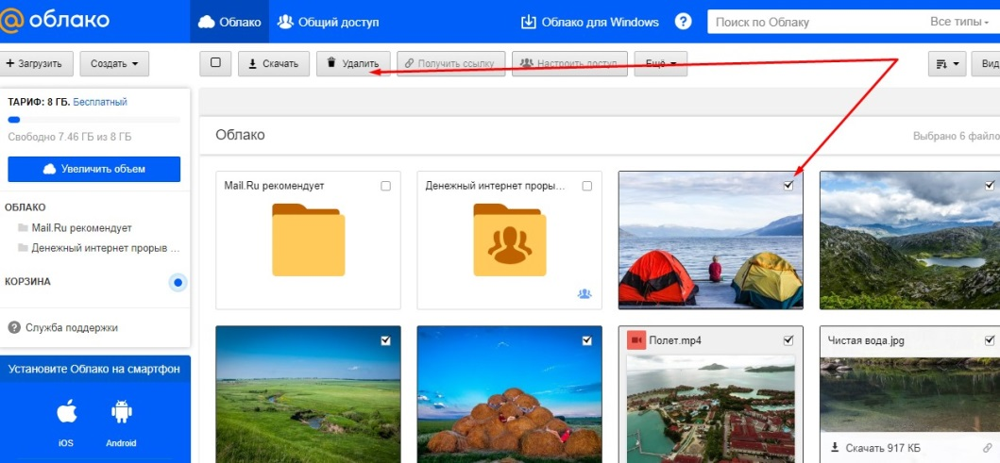 облако
Облако
Общий доступ
Облако для Windows
?
Поиск по Облаку
Все типы
+ Загрузить
Создать
Скачать
Удалить
Получить ссылку
Настроить доступ
Ещё
Вид
ТАРИФ: 8 ГБ. Бесплатный
Свободно 7.46 ГБ из 8 ГБ
Увеличить объем
ОБЛАКО
Mail.Ru рекомендует
Денежный интернет прорыв ...
КОРЗИНА
? Служба поддержки
Установите Облако на смартфон
iOS
Android
Облако
Выбрано 6 файло
Mail.Ru рекомендует
Денежный интернет проры...
Полет.mp4
Чистая вода.jpg
Скачать 917 КБ